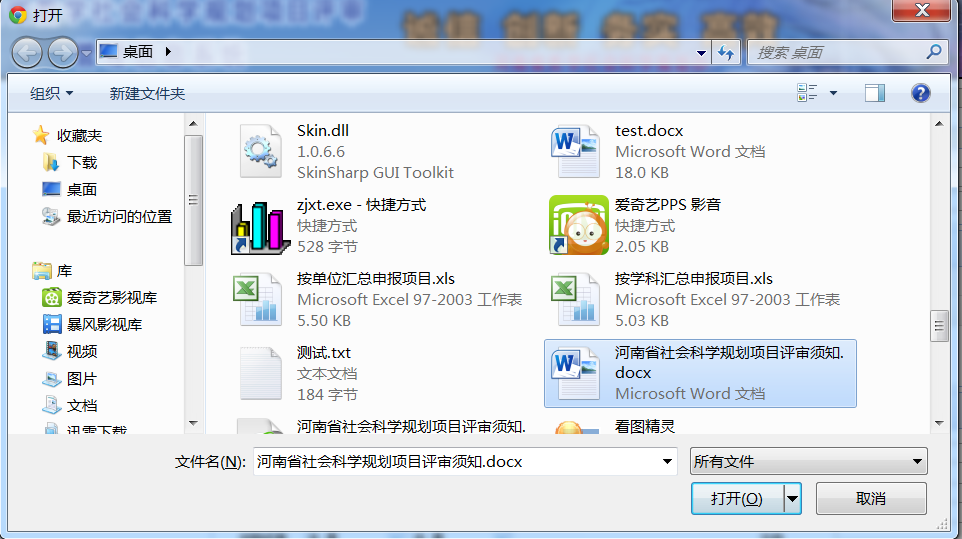 打开
诚信 创新 务实 高效
桌面
搜索 桌面
组织
新建文件夹
收藏夹
下载
桌面
最近访问的位置
库
爱奇艺影视库
暴风影视库
视频
图片
文档
迅雷下载
Skin.dll
1.0.6.6
SkinSharp GUI Toolkit
test.docx
Microsoft Word 文档
18.0 KB
zjxt.exe - 快捷方式
快捷方式
528 字节
爱奇艺PPS 影音
快捷方式
2.05 KB
按单位汇总申报项目.xls
Microsoft Excel 97-2003 工作表
5.50 KB
按学科汇总申报项目.xls
Microsoft Excel 97-2003 工作表
5.03 KB
测试.txt
文本文档
184 字节
河南省社会科学规划项目评审须知.
docx
Microsoft Word 文档
河南省社会科学规划项目评审须知.
看图精灵
文件名(N):
河南省社会科学规划项目评审须知.docx
所有文件
打开(O)
取消